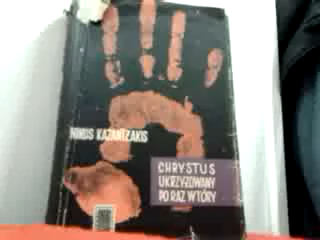 NIKOS KAZANTZAKIS
CHRYSTUS
UKRZYŻOWANY
PO RAZ WTÓRY